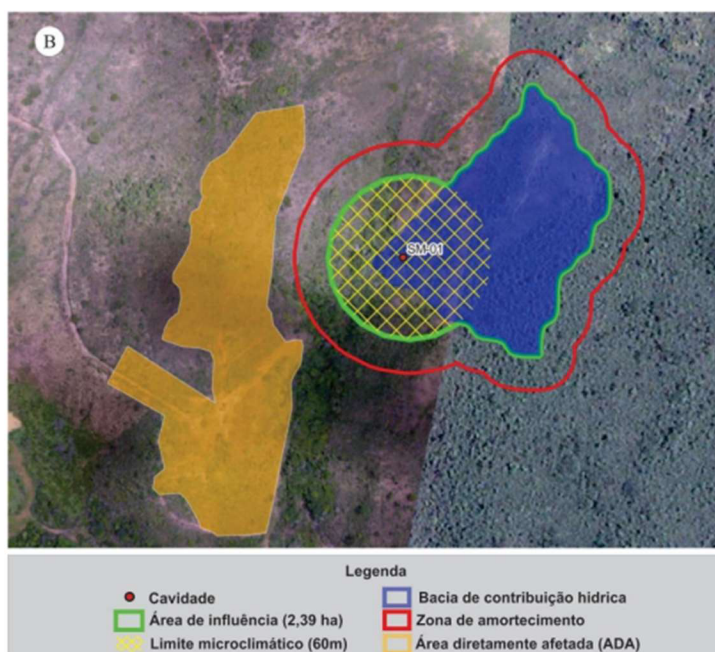 B
SM-01
Legenda
Cavidade
Área de influência (2,39 ha)
Limite microclimático (60m)
Bacia de contribuição hídrica
Zona de amortecimento
Área diretamente afetada (ADA)